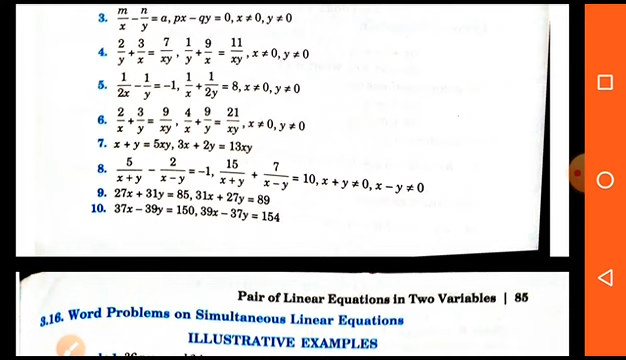 3. m/x − n/y = a, px − qy = 0, x ≠ 0, y ≠ 0
4. 2/y + 3/x = 7/xy, 1/y + 9/x = 11/xy, x ≠ 0, y ≠ 0
5. 1/2x − 1/y = −1, 1/x + 1/2y = 8, x ≠ 0, y ≠ 0
6. 2/x + 3/y = 9/xy, 4/x + 9/y = 21/xy, x ≠ 0, y ≠ 0
7. x + y = 5xy, 3x + 2y = 13xy
8. 5/(x + y) − 2/(x − y) = −1, 15/(x + y) + 7/(x − y) = 10, x + y ≠ 0, x − y ≠ 0
9. 27x + 31y = 85, 31x + 27y = 89
10. 37x − 39y = 150, 39x − 37y = 154
Pair of Linear Equations in Two Variables | 85
3.16. Word Problems on Simultaneous Linear Equations
ILLUSTRATIVE EXAMPLES